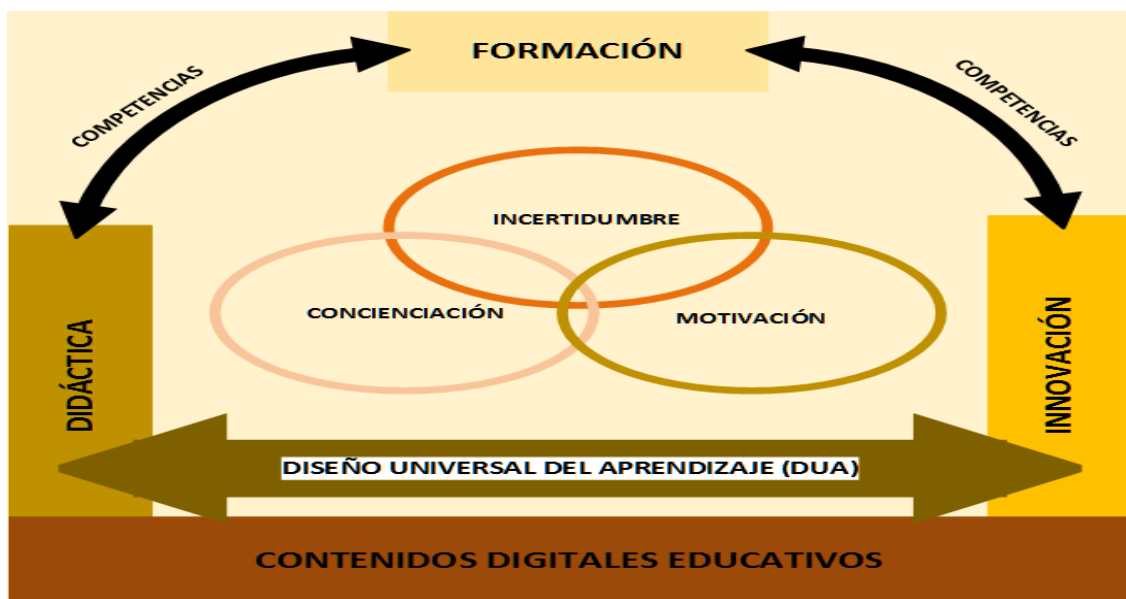 FORMACIÓN
COMPETENCIAS
COMPETENCIAS
INCERTIDUMBRE
CONCIENCIACIÓN
MOTIVACIÓN
DIDÁCTICA
INNOVACIÓN
DISEÑO UNIVERSAL DEL APRENDIZAJE (DUA)
CONTENIDOS DIGITALES EDUCATIVOS